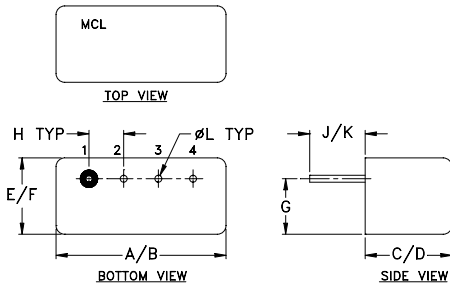 MCL
TOP VIEW
H TYP
øL TYP
J/K
1 2 3 4
E/F
G
A/B
C/D
BOTTOM VIEW
SIDE VIEW